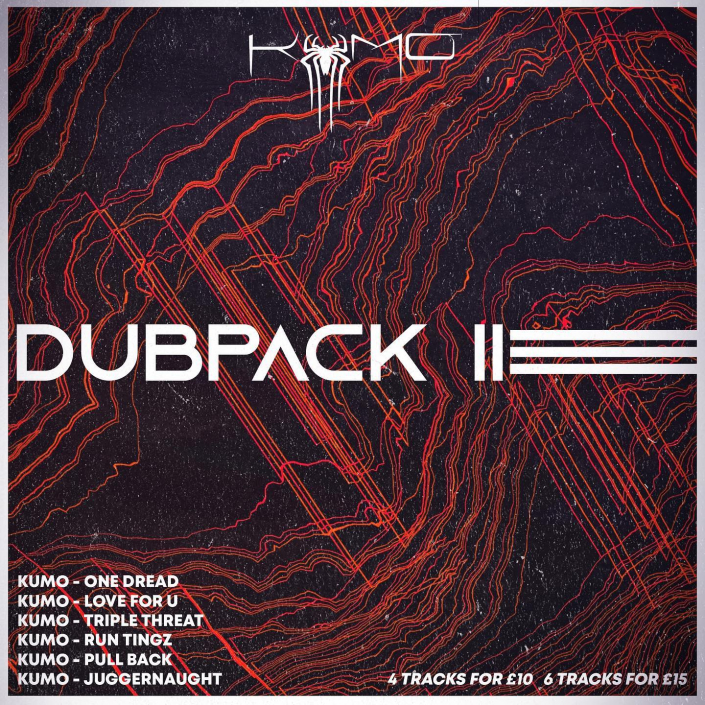 KUMO
DUBPACK II
KUMO - ONE DREAD
KUMO - LOVE FOR U
KUMO - TRIPLE THREAT
KUMO - RUN TINGZ
KUMO - PULL BACK
KUMO - JUGGERNAUGHT
4 TRACKS FOR £10 6 TRACKS FOR £15